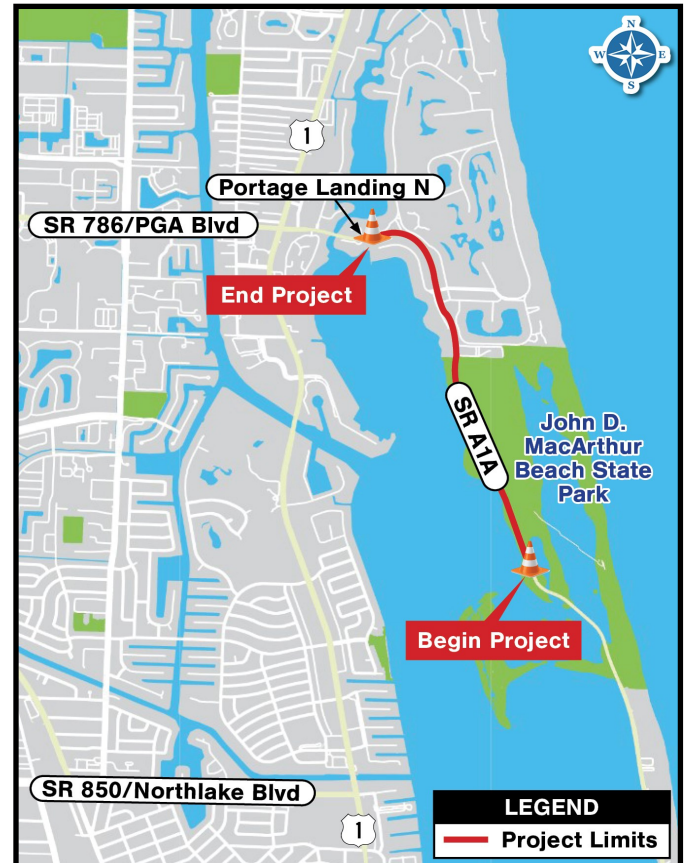 N
W E
S
1
Portage Landing N
SR 786/PGA Blvd
End Project
SR A1A
John D.
MacArthur
Beach State
Park
Begin Project
SR 850/Northlake Blvd
1
LEGEND
Project Limits